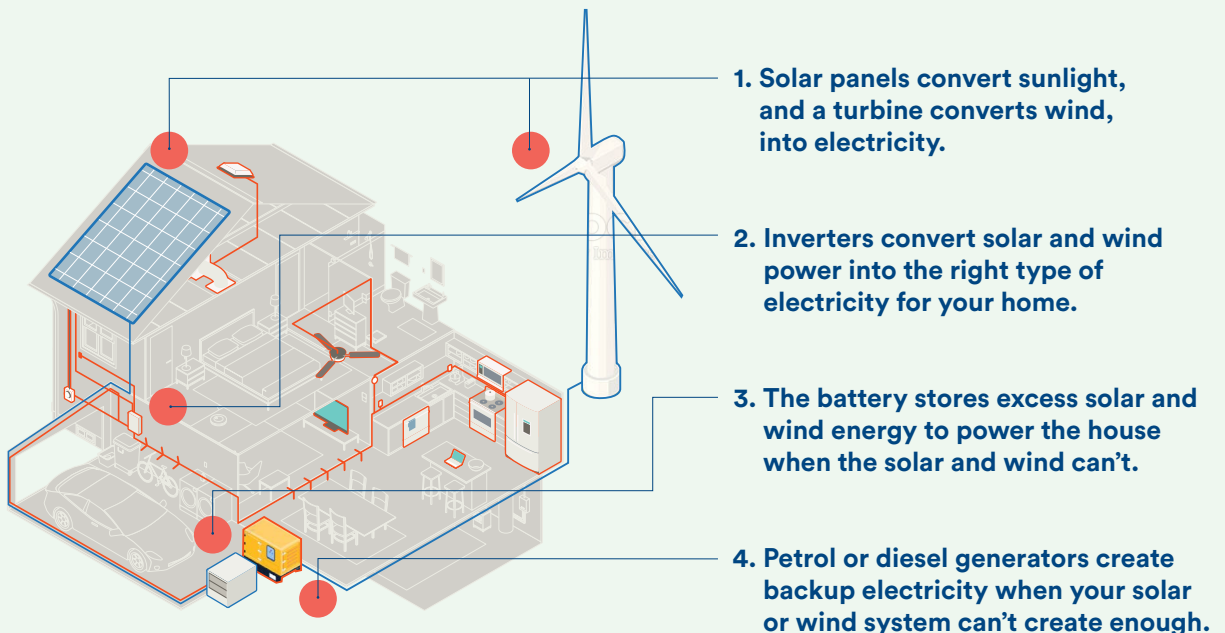 1. Solar panels convert sunlight,
and a turbine converts wind,
into electricity.
2. Inverters convert solar and wind
power into the right type of
electricity for your home.
3. The battery stores excess solar and
wind energy to power the house
when the solar and wind can’t.
4. Petrol or diesel generators create
backup electricity when your solar
or wind system can’t create enough.